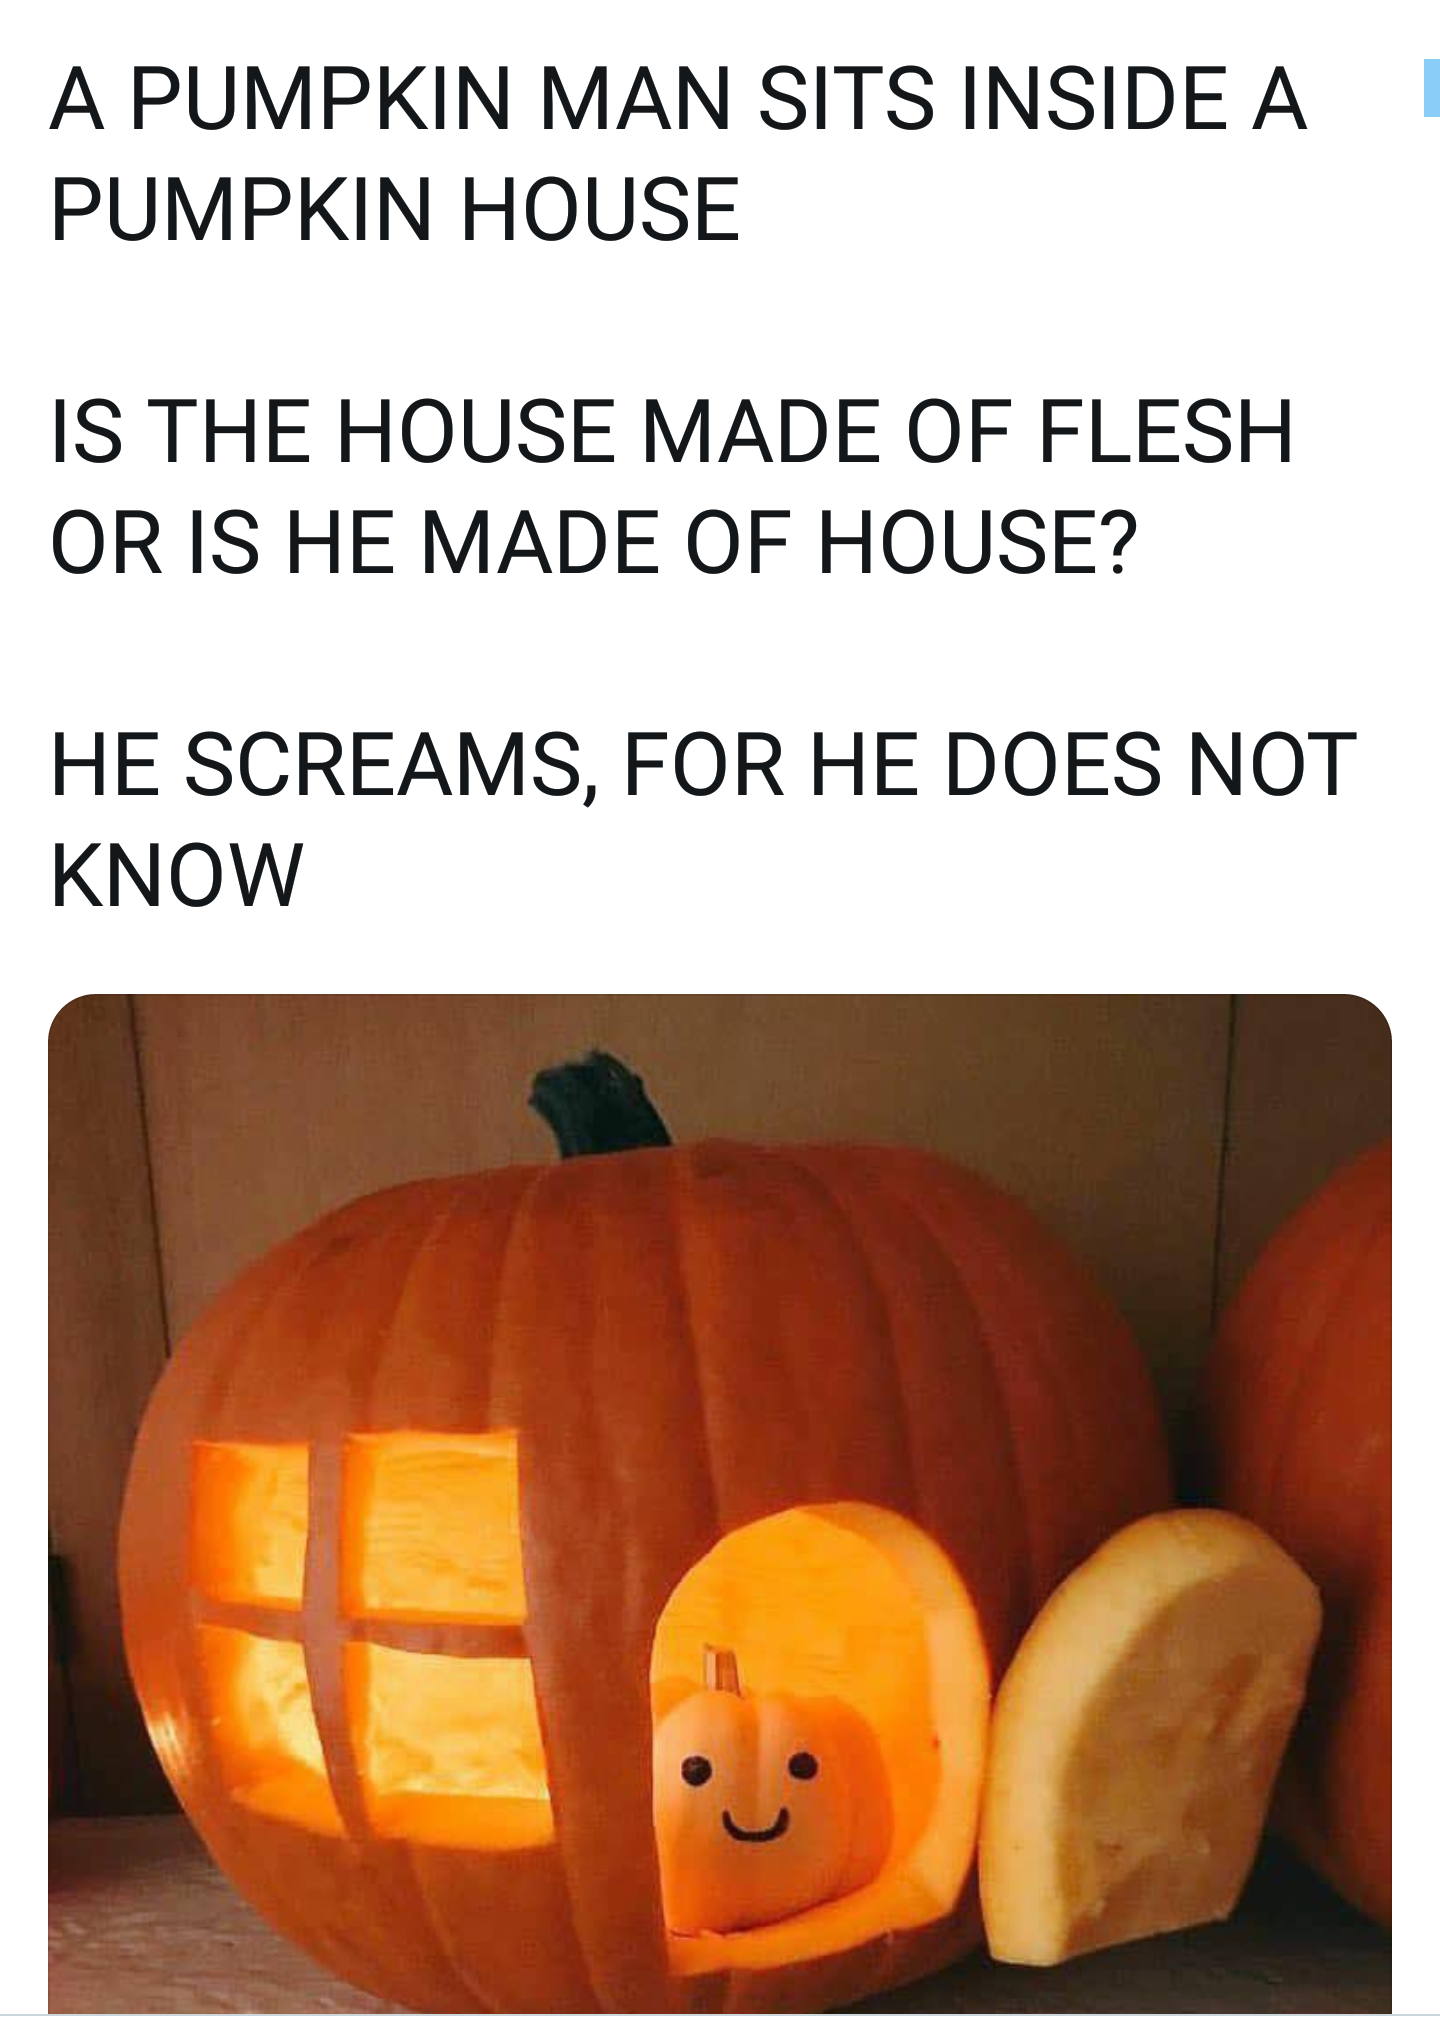 A PUMPKIN MAN SITS INSIDE A
PUMPKIN HOUSE
IS THE HOUSE MADE OF FLESH
OR IS HE MADE OF HOUSE?
HE SCREAMS, FOR HE DOES NOT
KNOW